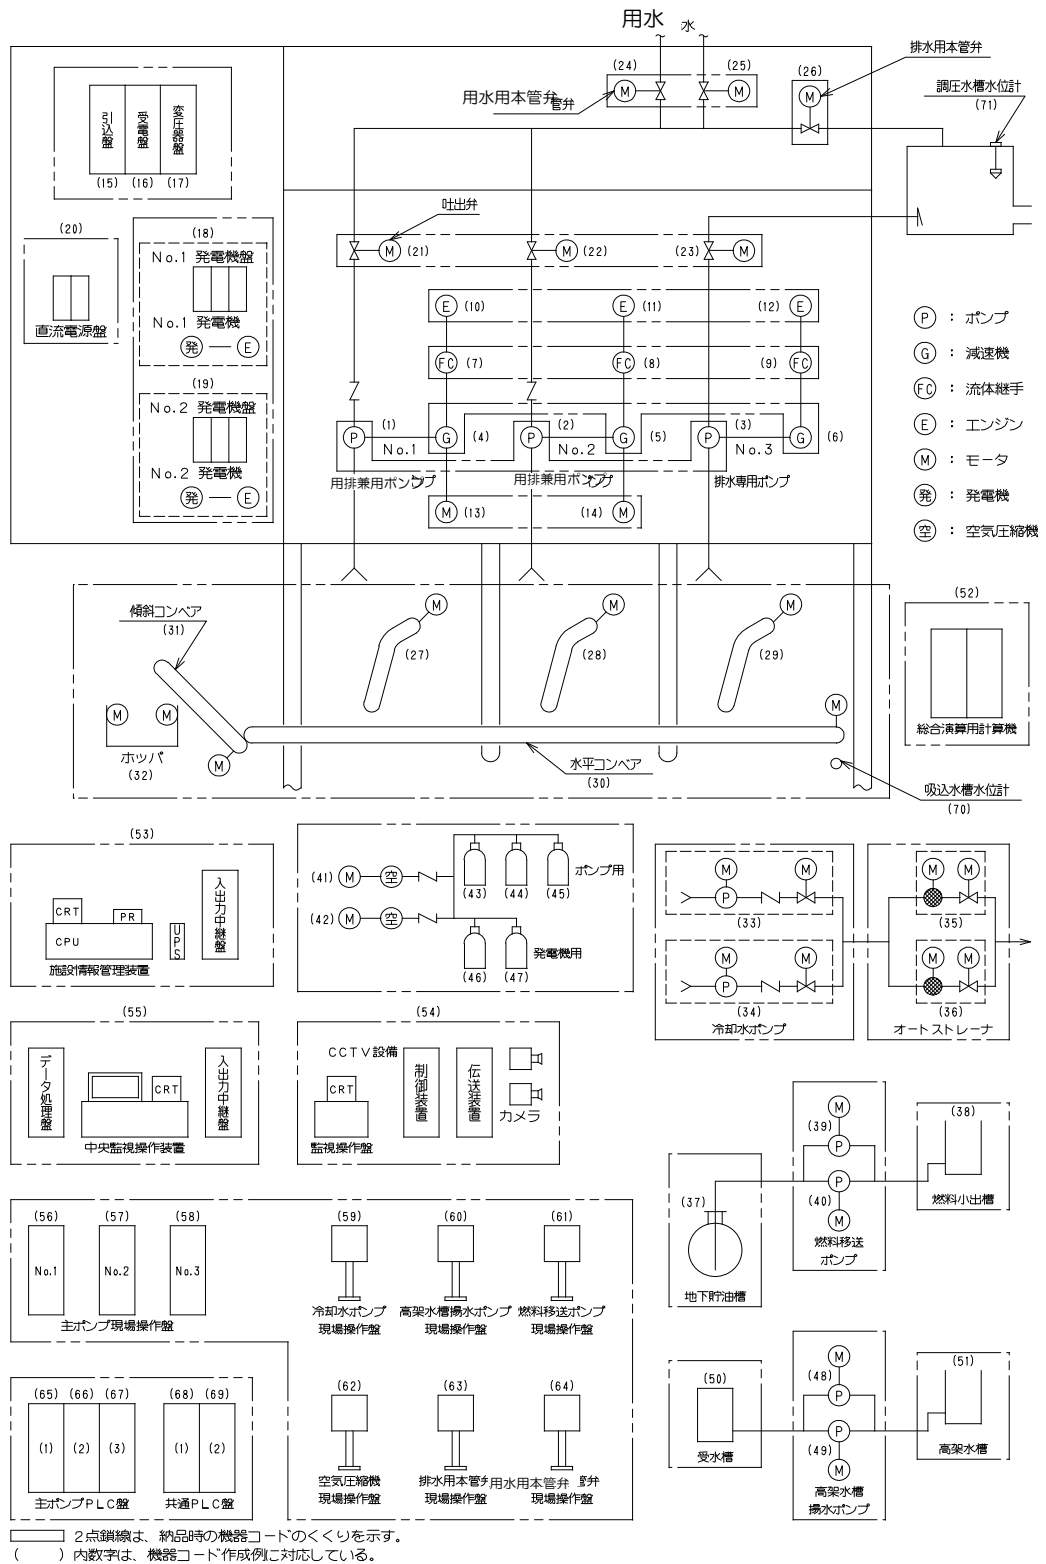 用水
水
(24)
(25)
(26)
排水用本管弁
M
M
M
用水用本管弁
管弁
調圧水槽水位計
(71)
引込盤
受電盤
変圧器盤
(15)
(16)
(17)
吐出弁
(20)
直流電源盤
(18)
No.1 発電機盤
No.1 発電機
発
E
(19)
No.2 発電機盤
No.2 発電機
発
E
M
(21)
M
(22)
(23)
M
E
(10)
E
(11)
(12)
E
FC
(7)
FC
(8)
(9)
FC
P
(1)
G
(4)
P
(2)
G
(5)
P
(3)
G
(6)
No.1
No.2
No.3
用排兼用ポンプ
ンプ
用排兼用ポンプ
ンプ
排水専用ポンプ
M
(13)
(14)
M
P : ポンプ
G : 減速機
FC : 流体継手
E : エンジン
M : モータ
発 : 発電機
空 : 空気圧縮機
傾斜コンベア
(31)
M
(27)
M
(28)
M
(29)
M
M
ホッパ
(32)
M
M
水平コンベア
(30)
吸込水槽水位計
(70)
(52)
総合演算用計算機
(53)
CRT
PR
CPU
UPS
入出力中継盤
施設情報管理装置
(41)
M
空
(42)
M
空
(43)
(44)
(45)
ポンプ用
(46)
(47)
発電機用
M
M
P
(33)
M
M
P
(34)
冷却水ポンプ
M
M
(35)
M
M
(36)
オートストレーナ
(55)
データ処理盤
CRT
入出力中継盤
中央監視操作装置
(54)
CCTV設備
CRT
監視操作盤
制御装置
伝送装置
カメラ
(37)
地下貯油槽
M
(39)
P
(40)
P
M
燃料移送
ポンプ
(38)
燃料小出槽
(56)
(57)
(58)
No.1
No.2
No.3
主ポンプ現場操作盤
(59)
(60)
(61)
冷却水ポンプ
現場操作盤
高架水槽揚水ポンプ
現場操作盤
燃料移送ポンプ
現場操作盤
(62)
(63)
(64)
空気圧縮機
現場操作盤
排水用本管弁
現場操作盤
用水用本管弁
管弁
現場操作盤
(65)
(66)
(67)
(68)
(69)
(1)
(2)
(3)
(1)
(2)
主ポンプPLC盤
共通PLC盤
(50)
受水槽
M
(48)
P
(49)
P
M
高架水槽
揚水ポンプ
(51)
高架水槽
2点鎖線は、納品時の機器コードのくくりを示す。
( ) 内数字は、機器コード作成例に対応している。